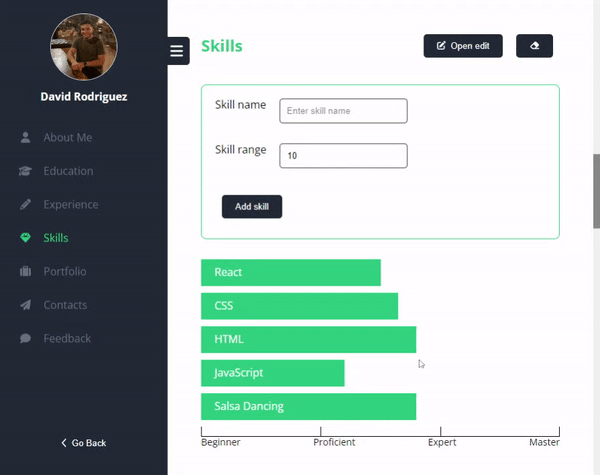 David Rodriguez
About Me
Education
Experience
Skills
Portfolio
Contacts
Feedback
Go Back
Skills
Open edit
Skill name
Enter skill name
Skill range
10
Add skill
React
CSS
HTML
JavaScript
Salsa Dancing
Beginner Proficient Expert Master